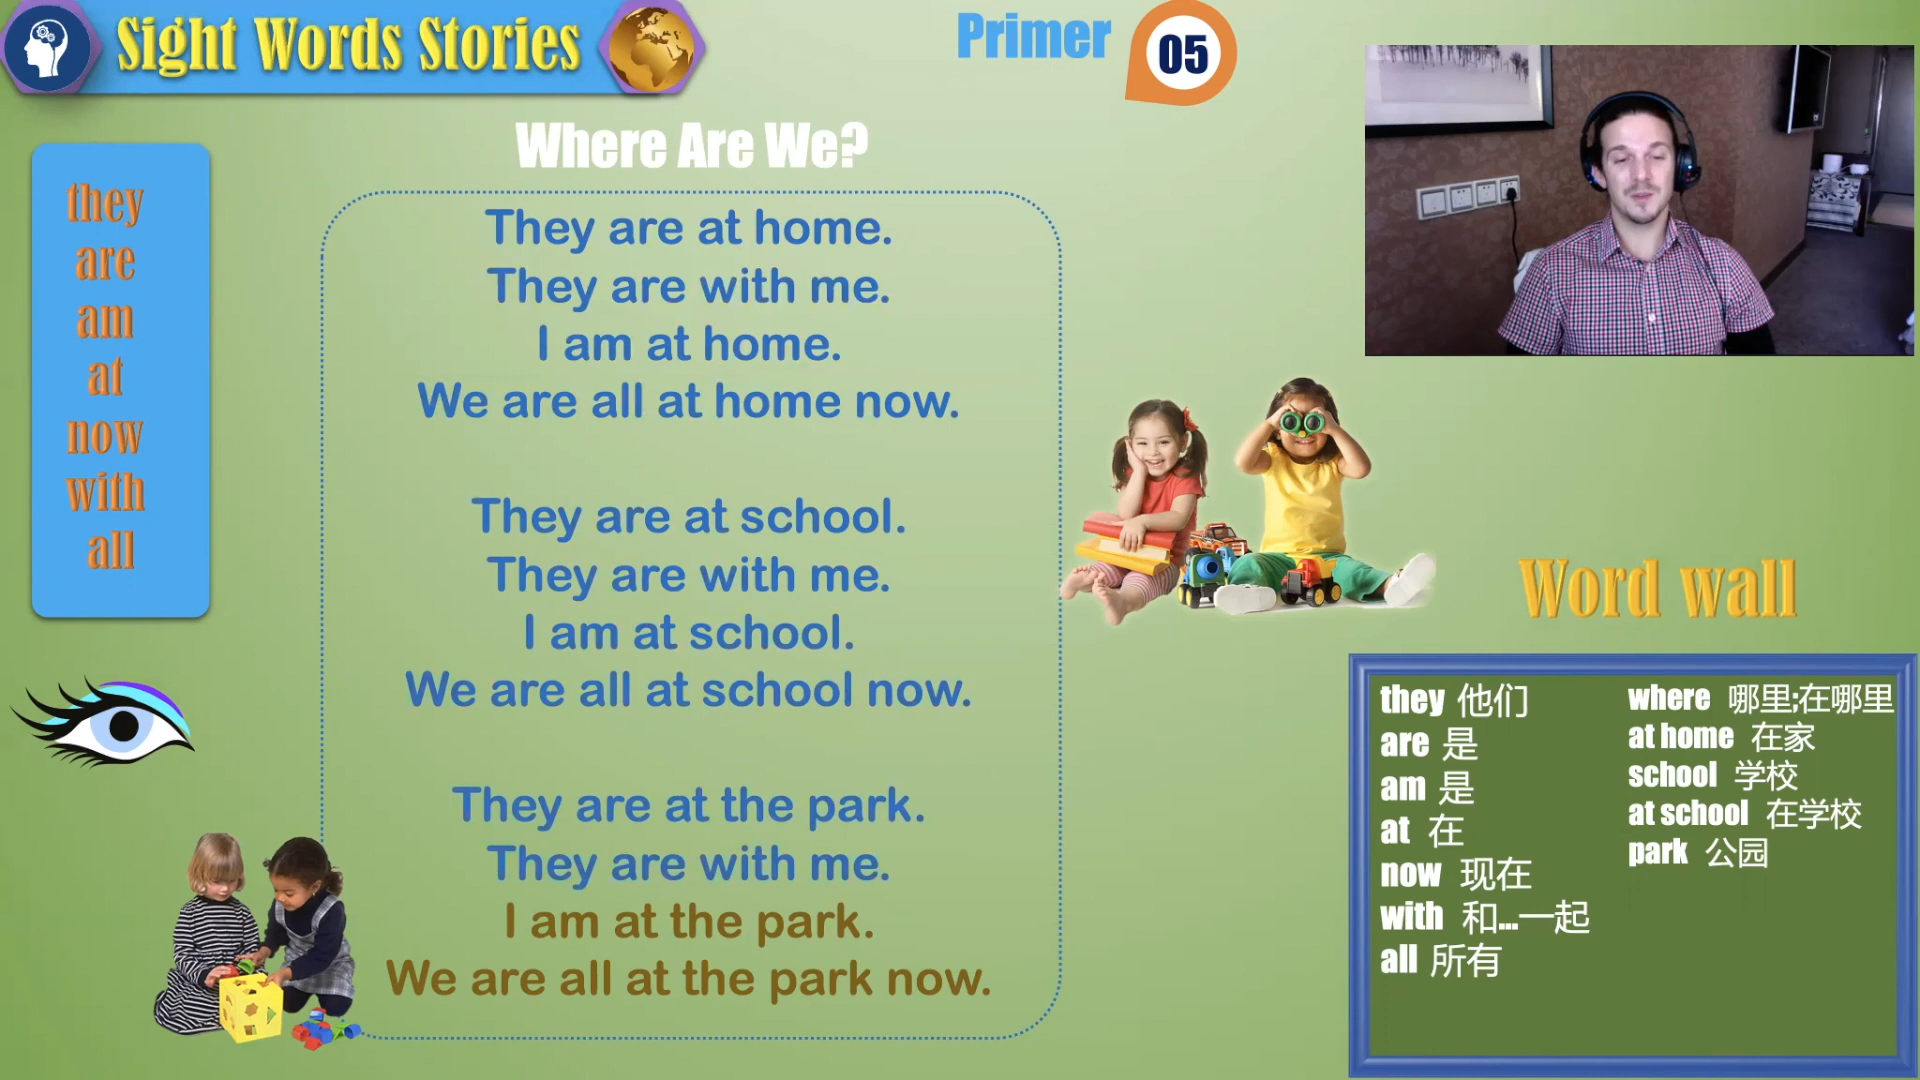 Sight Words Stories
Primer
05
Where Are We?
they
are
am
at
now
with
all
They are at home.
They are with me.
I am at home.
We are all at home now.
They are at school.
They are with me.
I am at school.
We are all at school now.
They are at the park.
They are with me.
I am at the park.
We are all at the park now.
Word wall
they 他们
are 是
am 是
at 在
now 现在
with 和...一起
all 所有
where 哪里;在哪里
at home 在家
school 学校
at school 在学校
park 公园